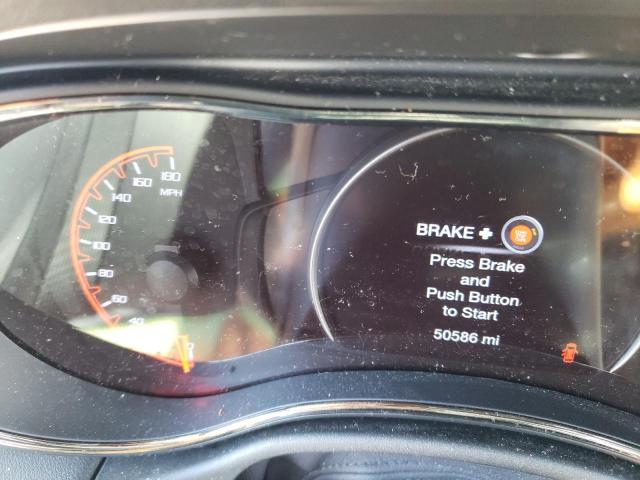 180
160
MPH
140
120
100
80
60
40
BRAKE +
Press Brake
and
Push Button
to Start
50586 mi